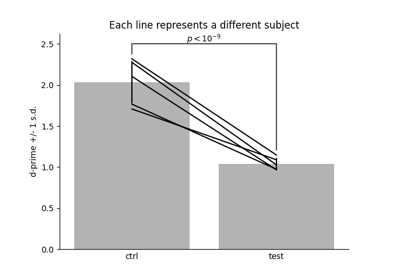 Each line represents a different subject
p < 10⁻⁹
2.5
2.0
1.5
1.0
0.5
0.0
d-prime +/- 1 s.d.
ctrl test